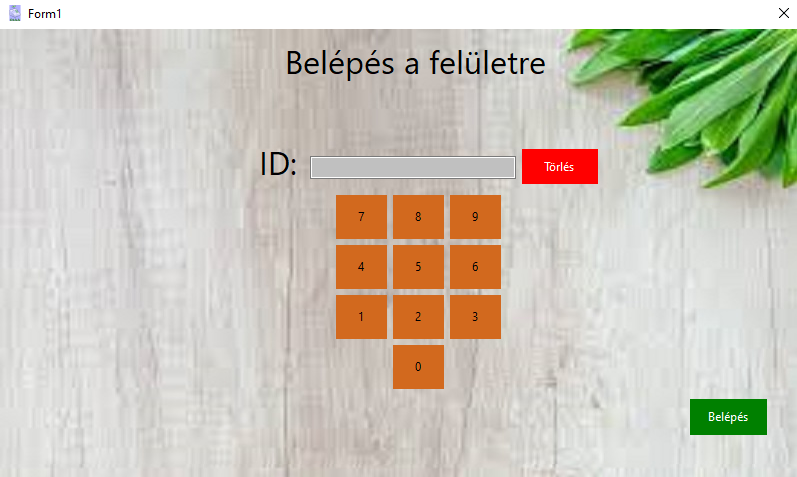 Form1
Belépés a felületre
ID:
Törlés
7 8 9
4 5 6
1 2 3
0
Belépés